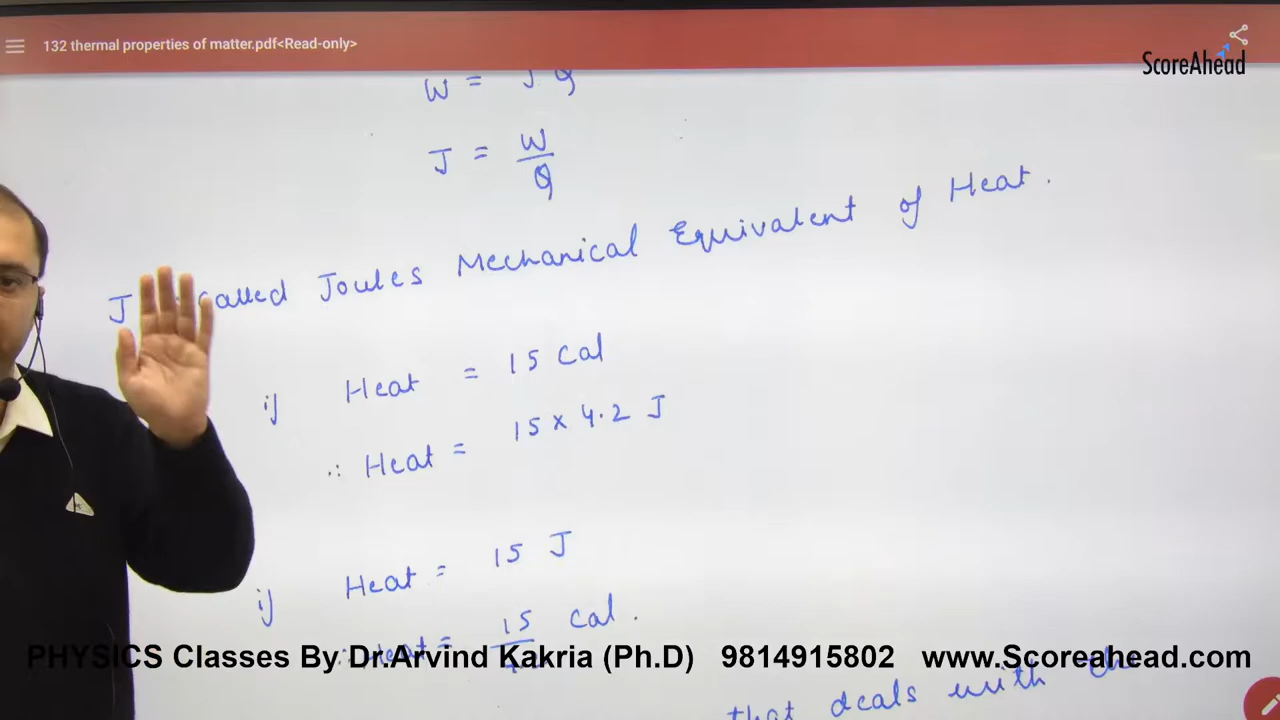 132 thermal properties of matter.pdf<Read-only>
ScoreAhead
W = J Q
J = W/Q
J called Joules Mechanical Equivalent of Heat.
if Heat = 15 Cal
∴ Heat = 15 × 4.2 J
if Heat = 15 J
∴ Heat = 15 Cal.
PHYSICS Classes By Dr.Arvind Kakria (Ph.D) 9814915802 www.Scoreahead.com
that deals with the